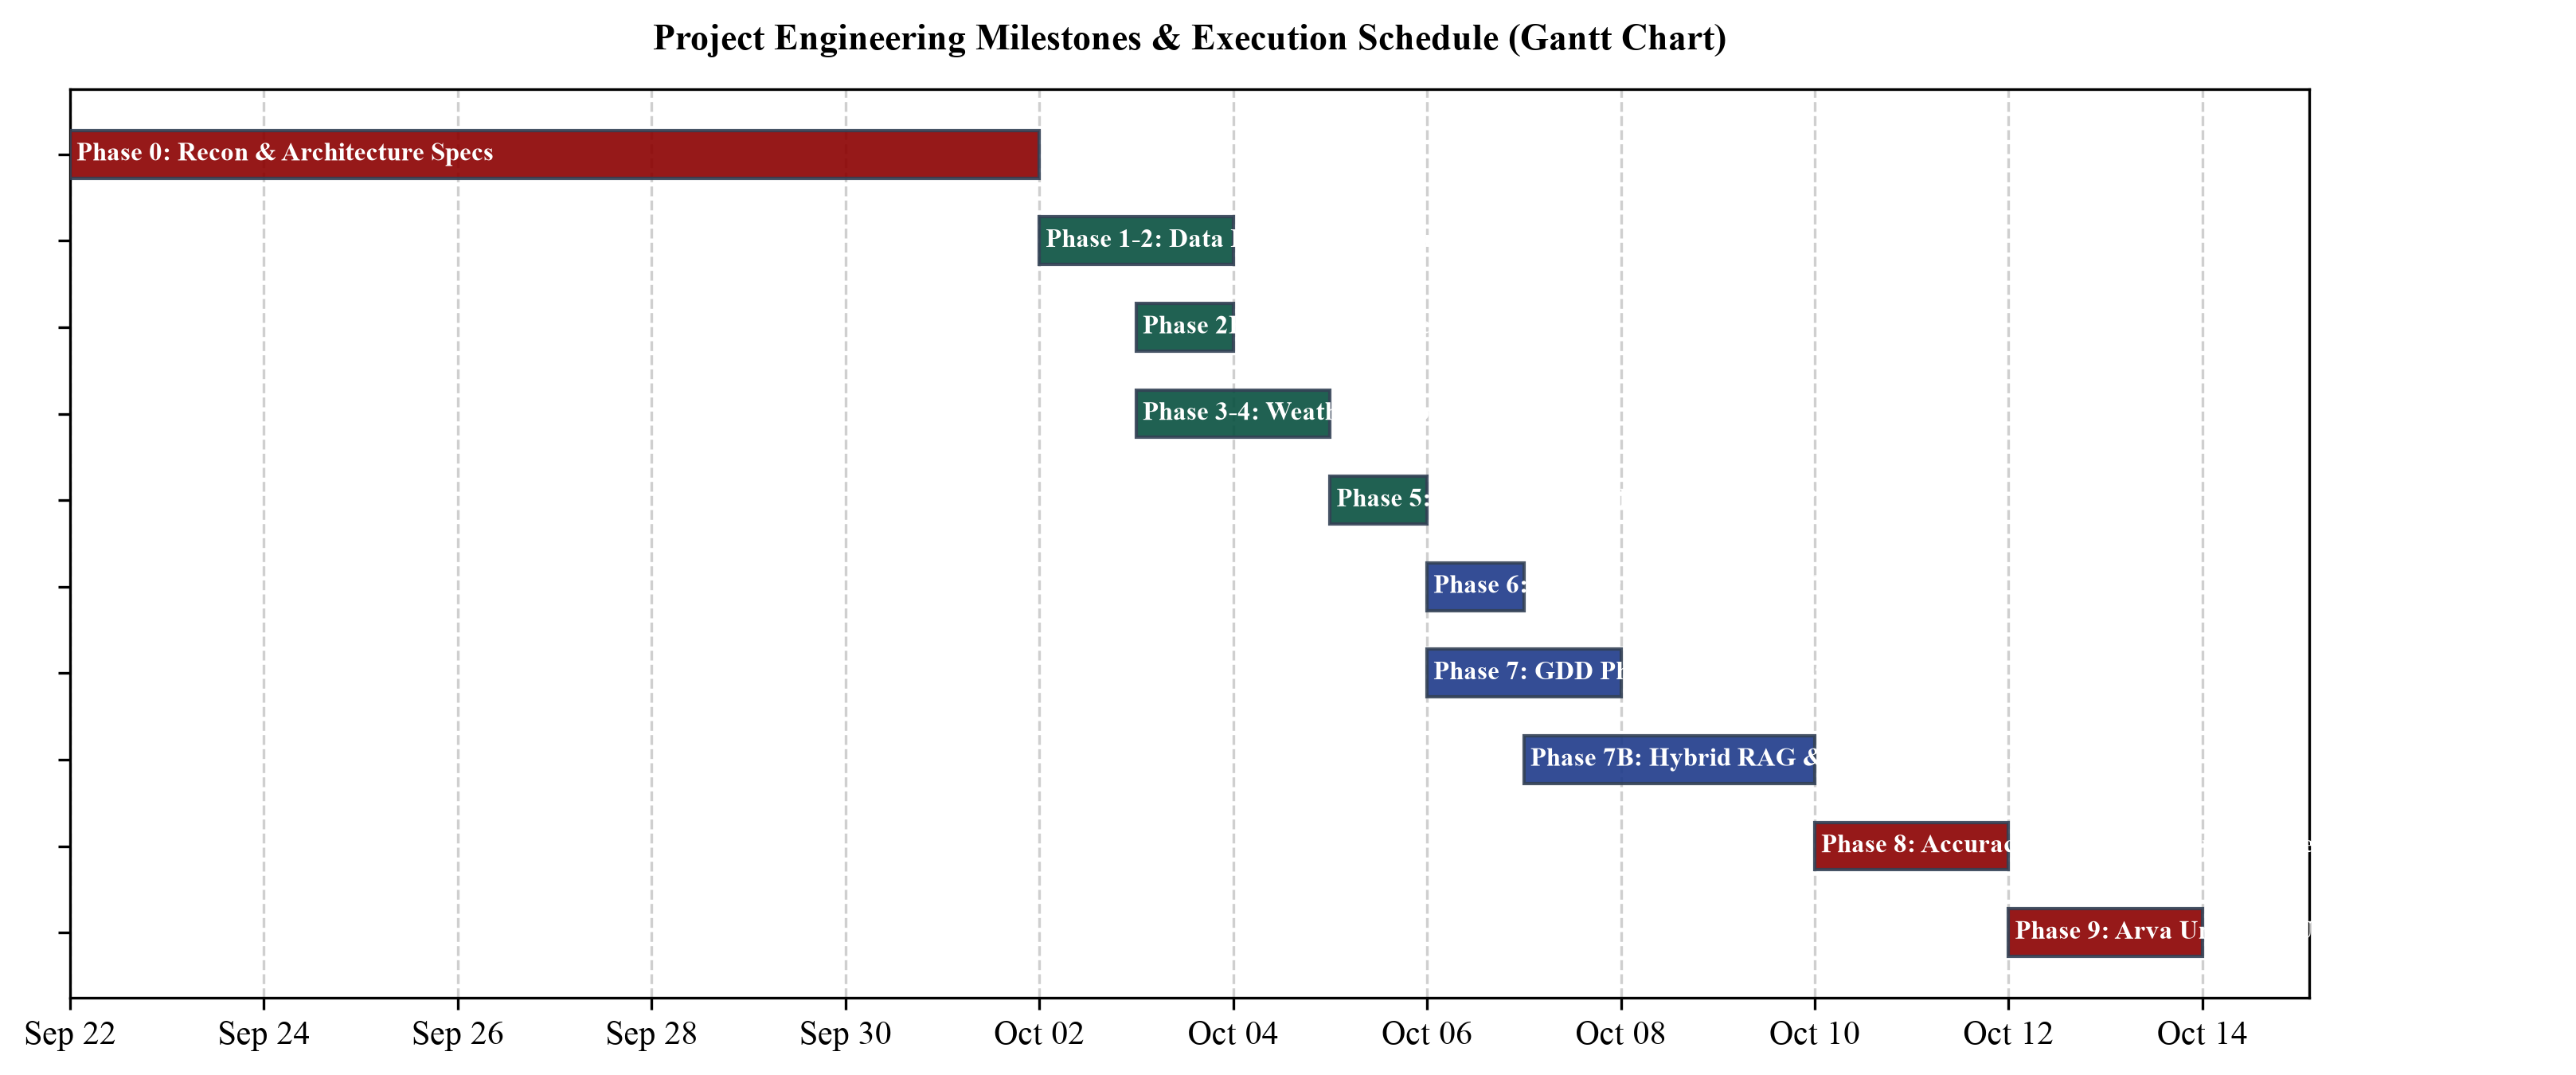 Project Engineering Milestones & Execution Schedule (Gantt Chart)
Phase 0: Recon & Architecture Specs
Phase 1-2: Data
Phase
Phase 3-4:
Phase 5:
Phase 6:
Phase 7: GDD
Phase 7B: Hybrid RAG &
Phase 8:
Phase 9: Arva
Sep 22
Sep 24
Sep 26
Sep 28
Sep 30
Oct 02
Oct 04
Oct 06
Oct 08
Oct 10
Oct 12
Oct 14